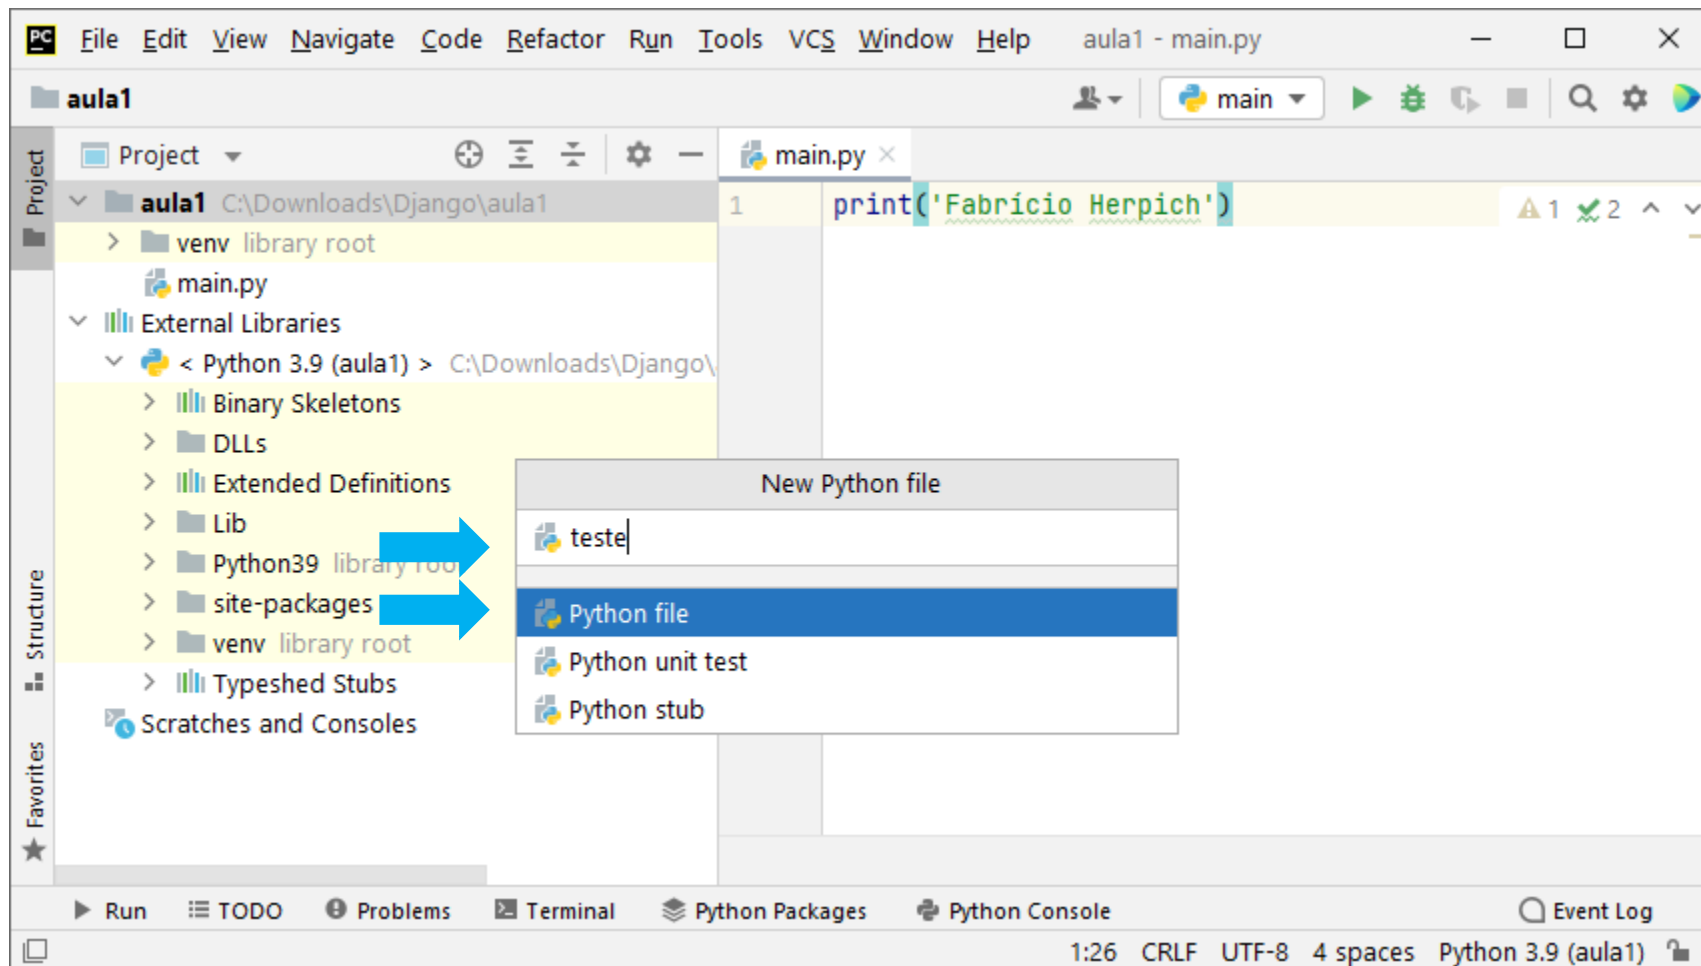 PC File Edit View Navigate Code Refactor Run Tools VCS Window Help aula1 - main.py
aula1 main
Project
Project
main.py
aula1 C:\Downloads\Django\aula1
1 print('Fabrício Herpich') 1 2
venv library root
main.py
External Libraries
< Python 3.9 (aula1) > C:\Downloads\Django\
Binary Skeletons
DLLs
Extended Definitions
Lib
Python39 library roo
site-packages
venv library root
Typeshed Stubs
Scratches and Consoles
New Python file
teste
Python file
Python unit test
Python stub
Structure
Favorites
Run TODO Problems Terminal Python Packages Python Console Event Log
1:26 CRLF UTF-8 4 spaces Python 3.9 (aula1)